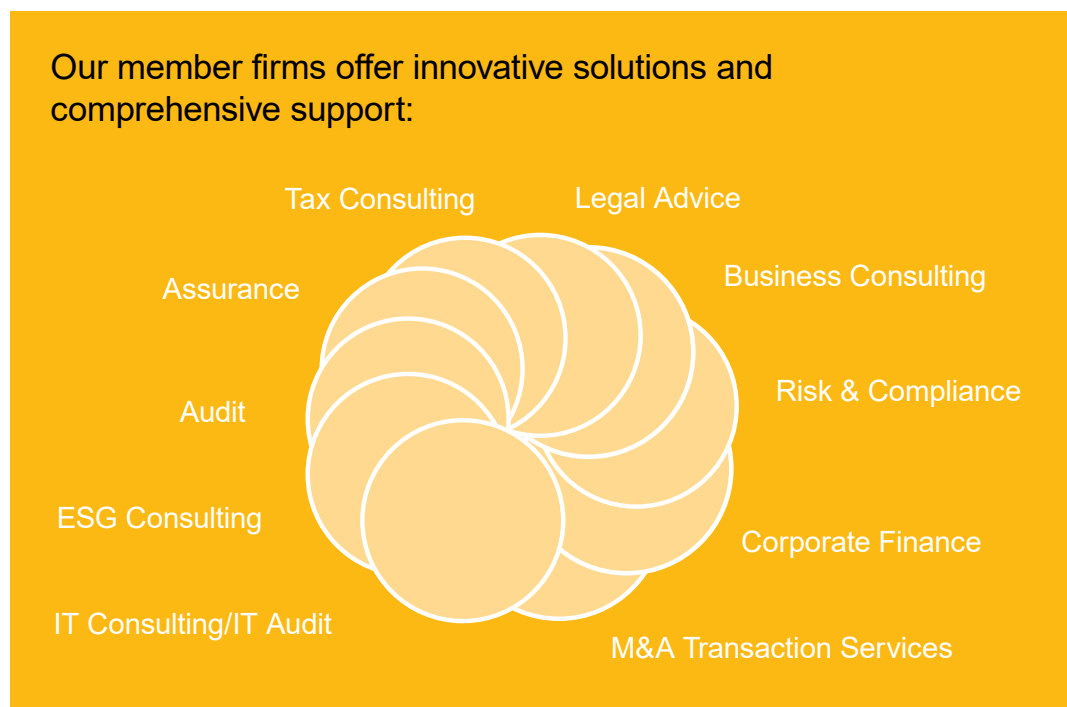 Our member firms offer innovative solutions and
comprehensive support:
Tax Consulting
Legal Advice
Assurance
Business Consulting
Audit
Risk & Compliance
ESG Consulting
Corporate Finance
IT Consulting/IT Audit
M&A Transaction Services